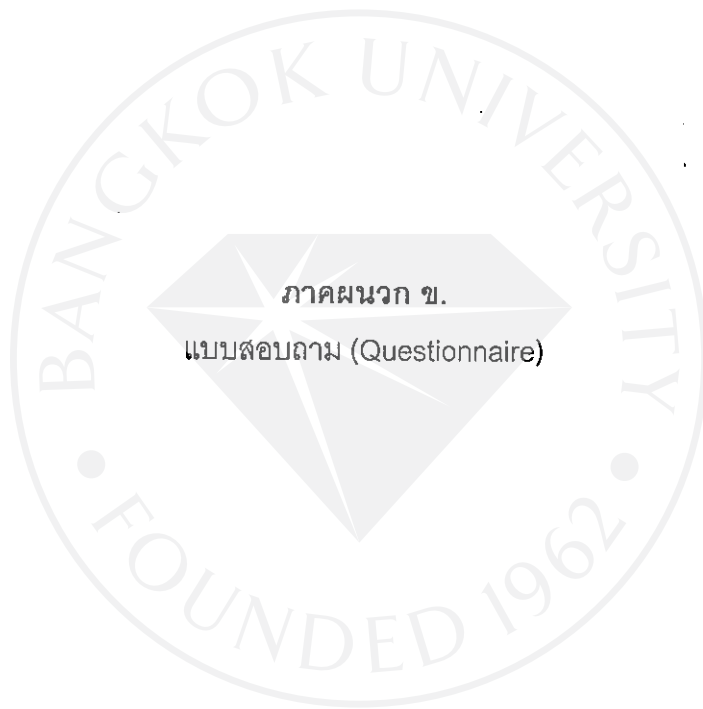 BANGKOK UNIVERSITY
ภาคผนวก ข.
แบบสอบถาม (Questionnaire)
• FOUNDED 1962 •